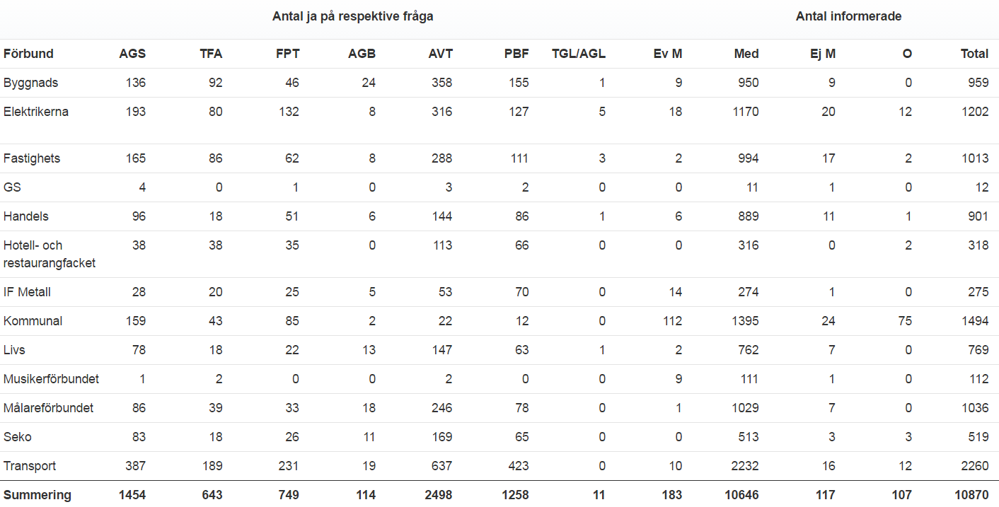 Antal ja på respektive fråga Antal informerade
Förbund AGS TFA FPT AGB AVT PBF TGL/AGL Ev M Med Ej M O Total
Byggnads 136 92 46 24 358 155 1 9 950 9 0 959
Elektrikerna 193 80 132 8 316 127 5 18 1170 20 12 1202
Fastighets 165 86 62 8 288 111 3 2 994 17 2 1013
GS 4 0 1 0 3 2 0 0 11 1 0 12
Handels 96 18 51 6 144 86 1 6 889 11 1 901
Hotell- och 38 38 35 0 113 66 0 0 316 0 2 318
restaurangfacket
IF Metall 28 20 25 5 53 70 0 14 274 1 0 275
Kommunal 159 43 85 2 22 12 0 112 1395 24 75 1494
Livs 78 18 22 13 147 63 1 2 762 7 0 769
Musikerförbundet 1 2 0 0 2 0 0 9 111 1 0 112
Målareförbundet 86 39 33 18 246 78 0 1 1029 7 0 1036
Seko 83 18 26 11 169 65 0 0 513 3 3 519
Transport 387 189 231 19 637 423 0 10 2232 16 12 2260
Summering 1454 643 749 114 2498 1258 11 183 10646 117 107 10870